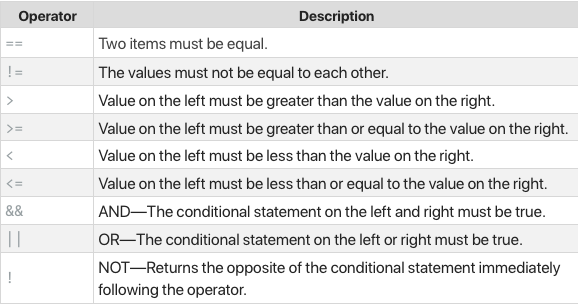 Operator Description
== Two items must be equal.
!= The values must not be equal to each other.
> Value on the left must be greater than the value on the right.
>= Value on the left must be greater than or equal to the value on the right.
< Value on the left must be less than the value on the right.
<= Value on the left must be less than or equal to the value on the right.
&& AND—The conditional statement on the left and right must be true.
|| OR—The conditional statement on the left or right must be true.
! NOT—Returns the opposite of the conditional statement immediately
following the operator.